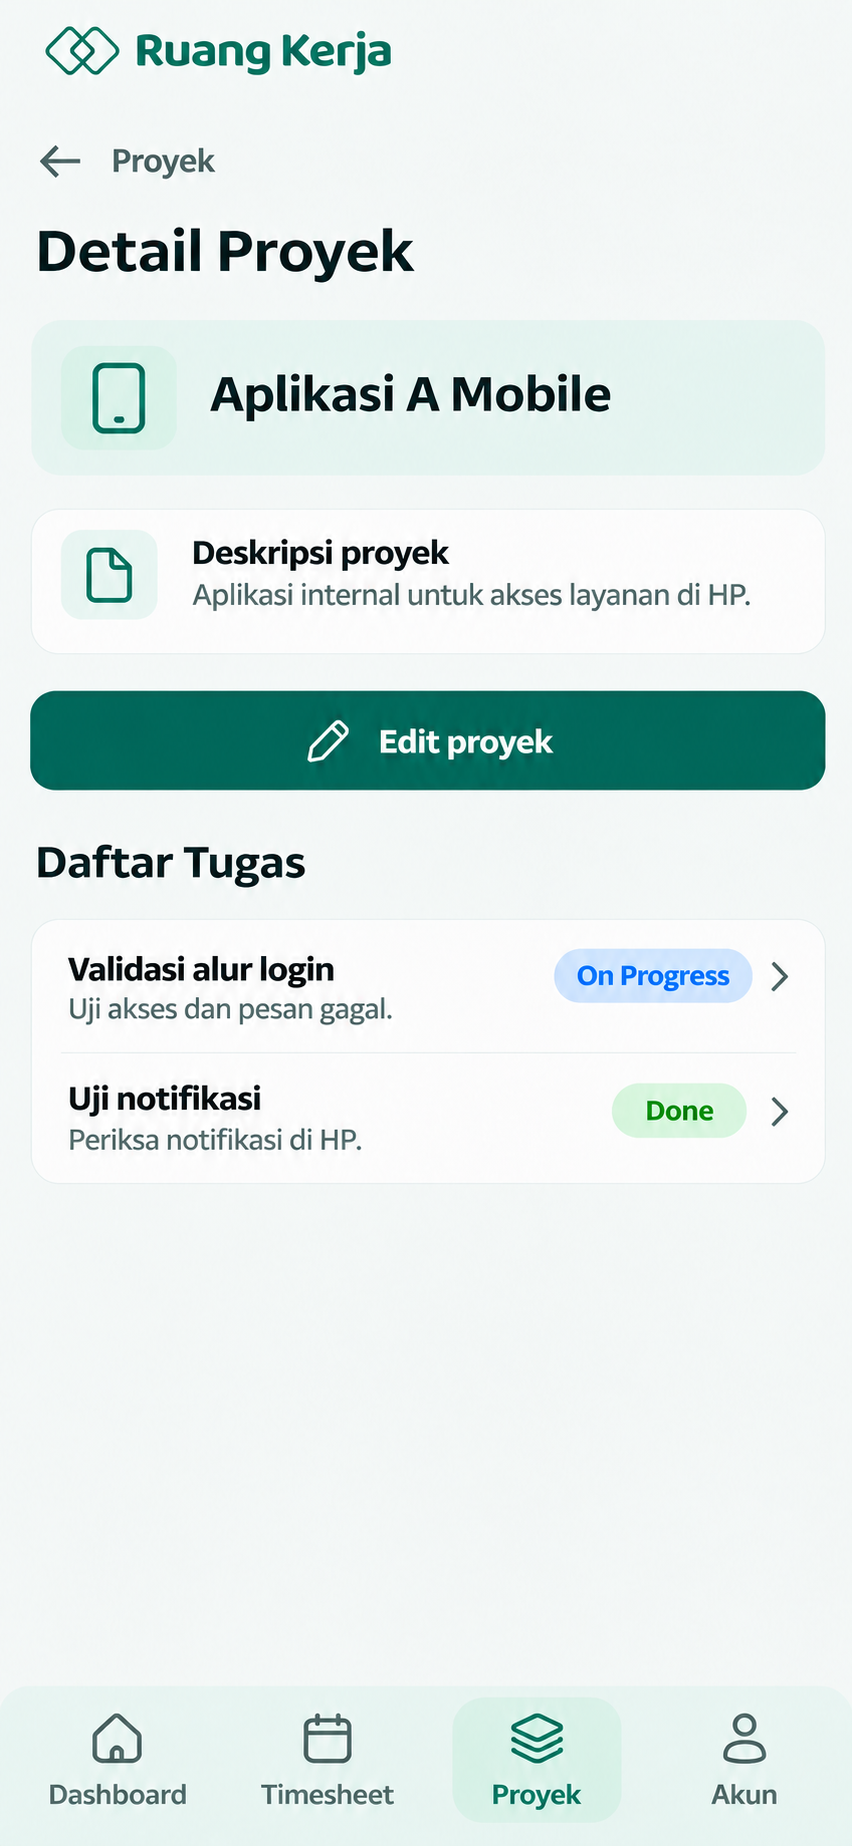 Ruang Kerja
Proyek
Detail Proyek
Aplikasi A Mobile
Deskripsi proyek
Aplikasi internal untuk akses layanan di HP.
Edit proyek
Daftar Tugas
Validasi alur login
Uji akses dan pesan gagal.
On Progress
Uji notifikasi
Periksa notifikasi di HP.
Done
Dashboard
Timesheet
Proyek
Akun